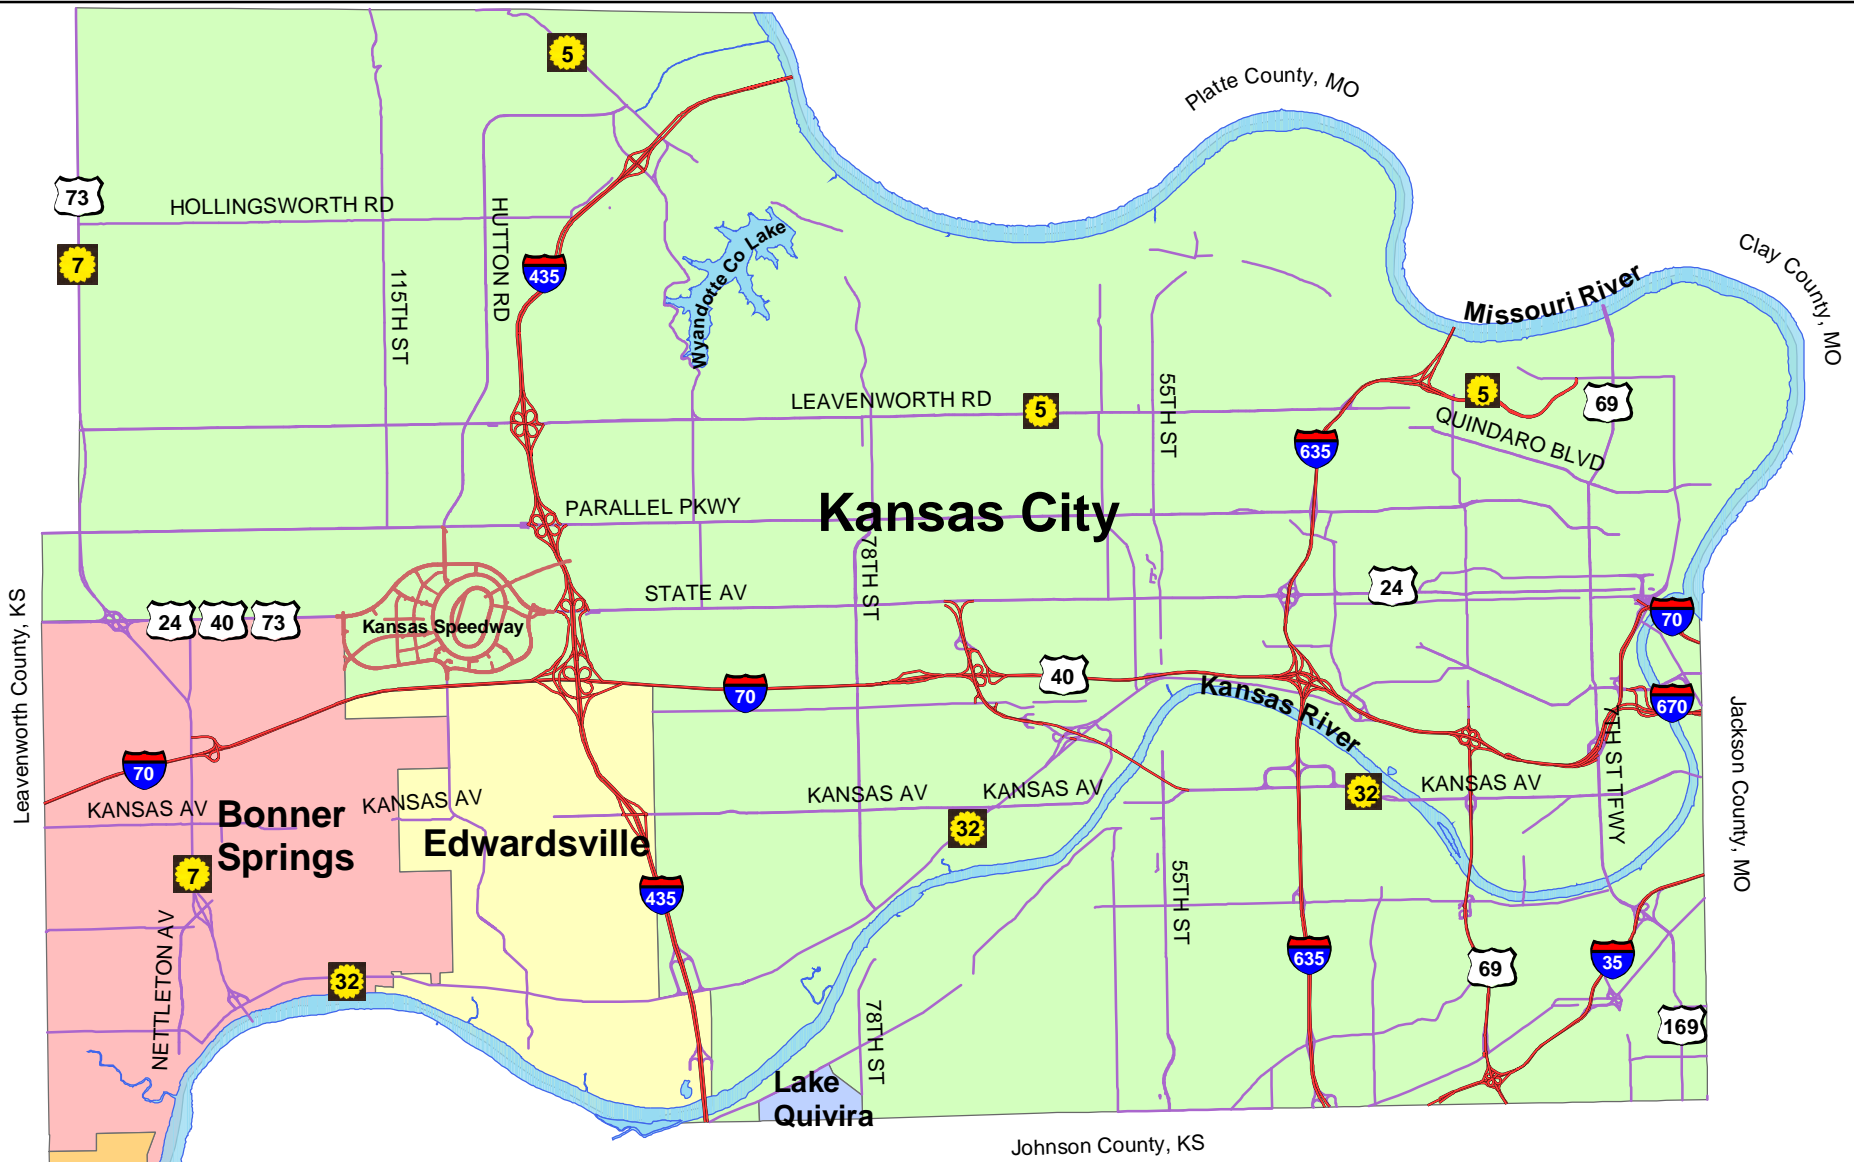 5
Platte County, MO
73
HOLLINGSWORTH RD
HUTTON RD
Wyandotte Co Lake
Clay County, MO
7
435
115TH ST
Missouri River
LEAVENWORTH RD
5
55TH ST
5
69
QUINDARO BLVD
635
PARALLEL PKWY
Kansas City
78TH ST
STATE AV
24
24
40
73
Kansas Speedway
70
Leavenworth County, KS
40
70
Kansas River
670
7TH ST TFWY
Jackson County, MO
70
KANSAS AV
Bonner
Springs
KANSAS AV
Edwardsville
KANSAS AV
KANSAS AV
32
32
KANSAS AV
7
435
55TH ST
NETTLETON AV
32
635
69
35
169
78TH ST
Lake
Quivira
Johnson County, KS